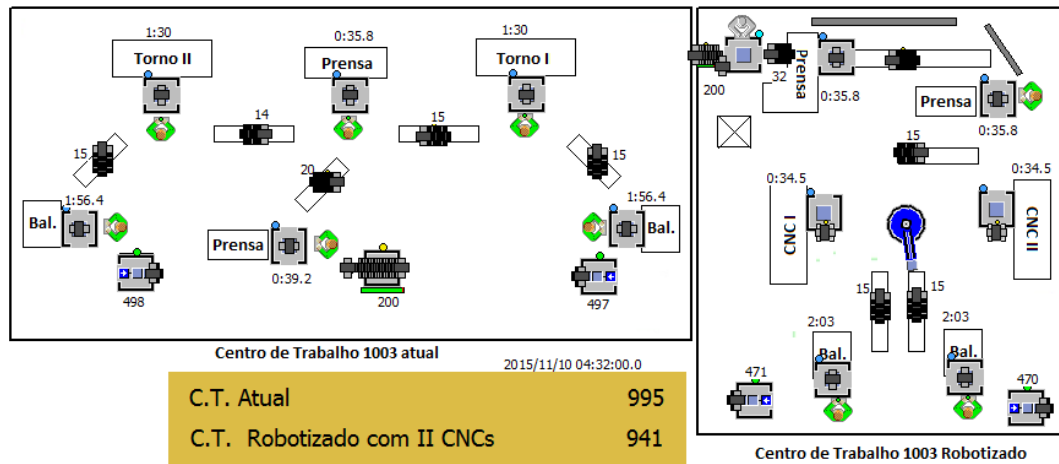 1:30
0:35.8
1:30
Torno II
Prensa
Torno I
14
15
15
20
15
1:56.4
1:56.4
Bal.
Prensa
Bal.
0:39.2
498
200
497
Centro de Trabalho 1003 atual
2015/11/10 04:32:00.0
C.T. Atual 995
C.T. Robotizado com II CNCs 941
200
32
Prensa
0:35.8
Prensa
0:35.8
15
0:34.5
0:34.5
CNC I
CNC II
15
15
2:03
2:03
Bal.
Bal.
471
470
Centro de Trabalho 1003 Robotizado